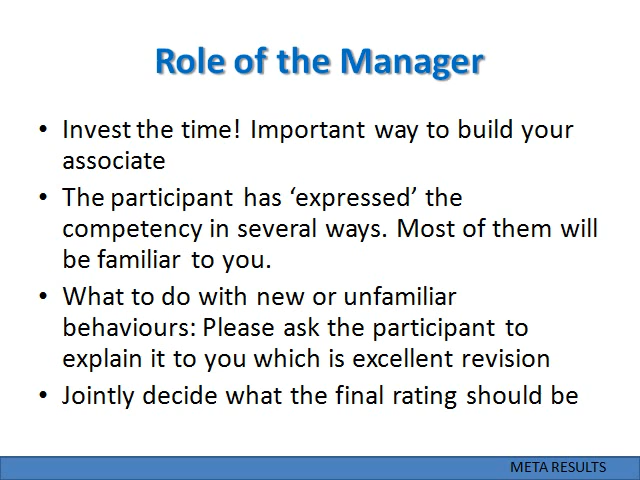 Role of the Manager
• Invest the time! Important way to build your
associate
• The participant has ‘expressed’ the
competency in several ways. Most of them will
be familiar to you.
• What to do with new or unfamiliar
behaviours: Please ask the participant to
explain it to you which is excellent revision
• Jointly decide what the final rating should be
META RESULTS